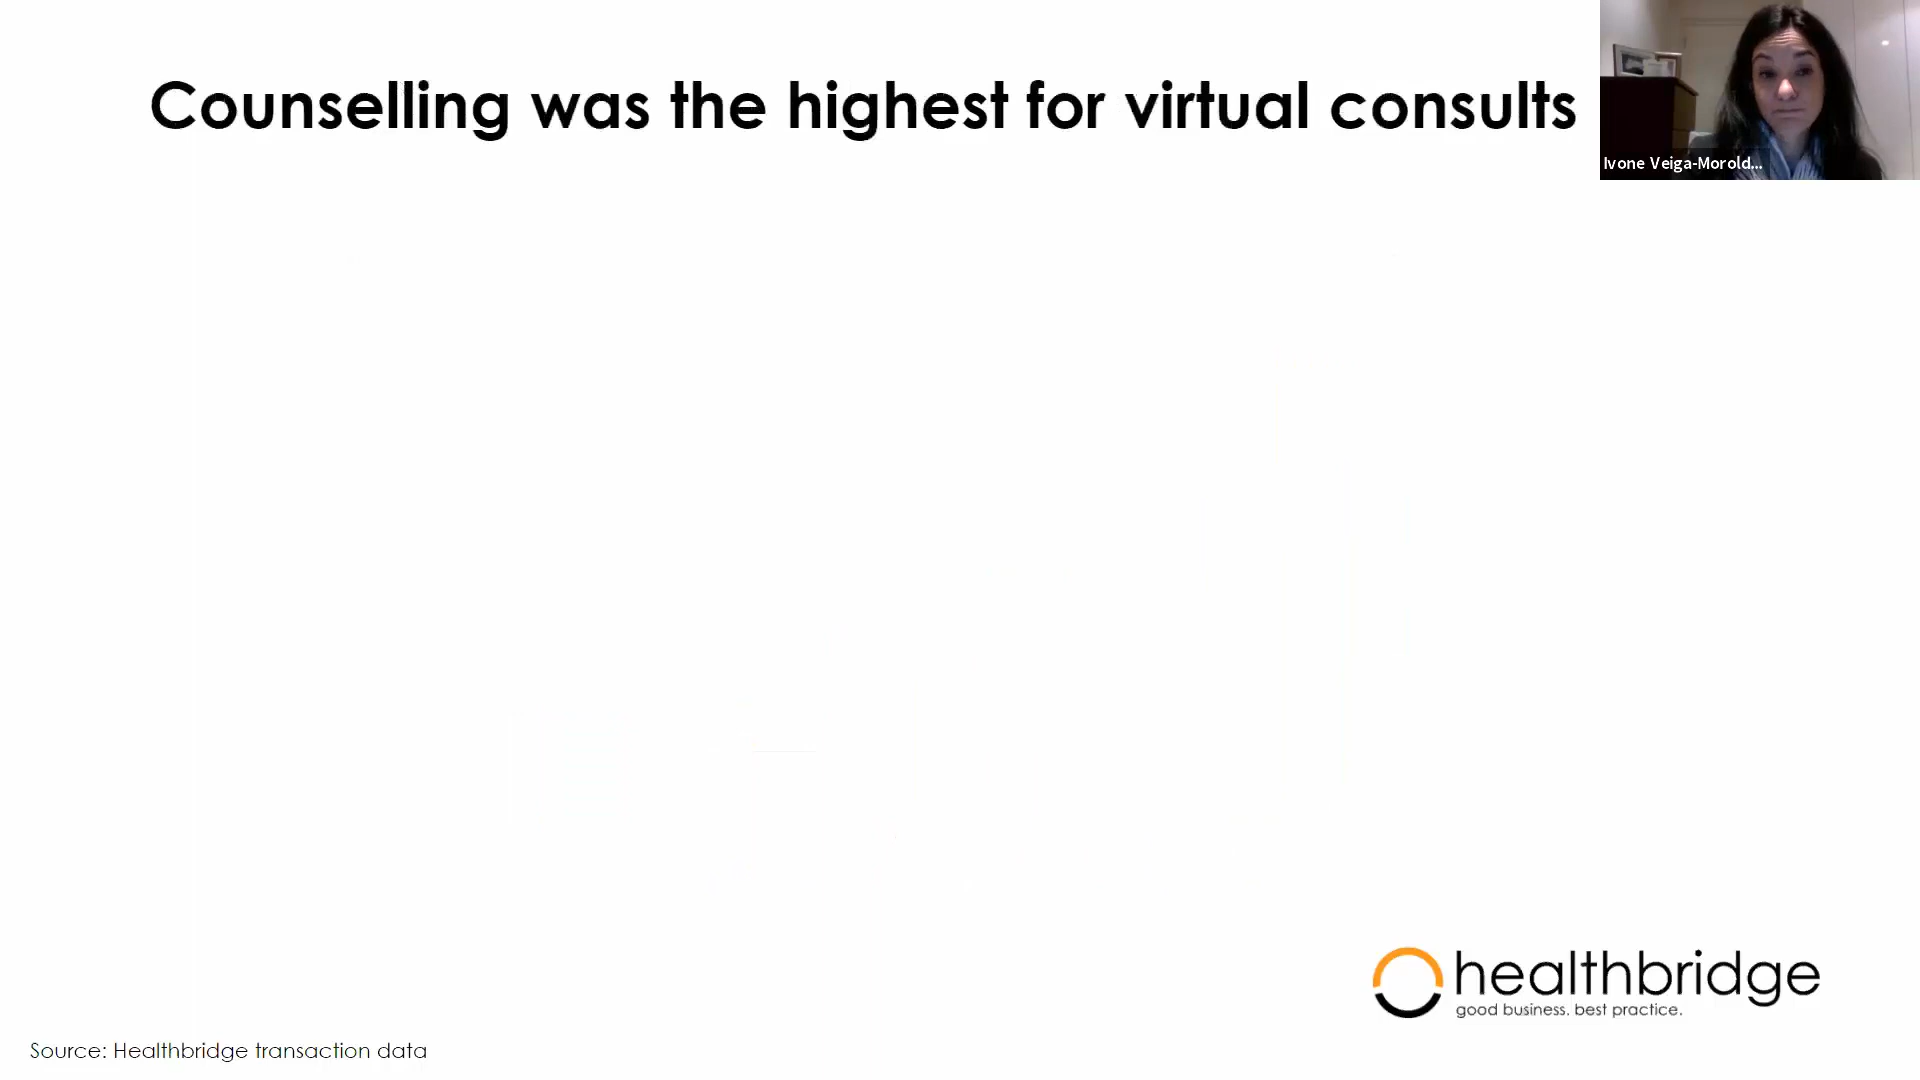 Counselling was the highest for virtual consults
Ivone Veiga-Morold...
healthbridge
good business. best practice.
Source: Healthbridge transaction data